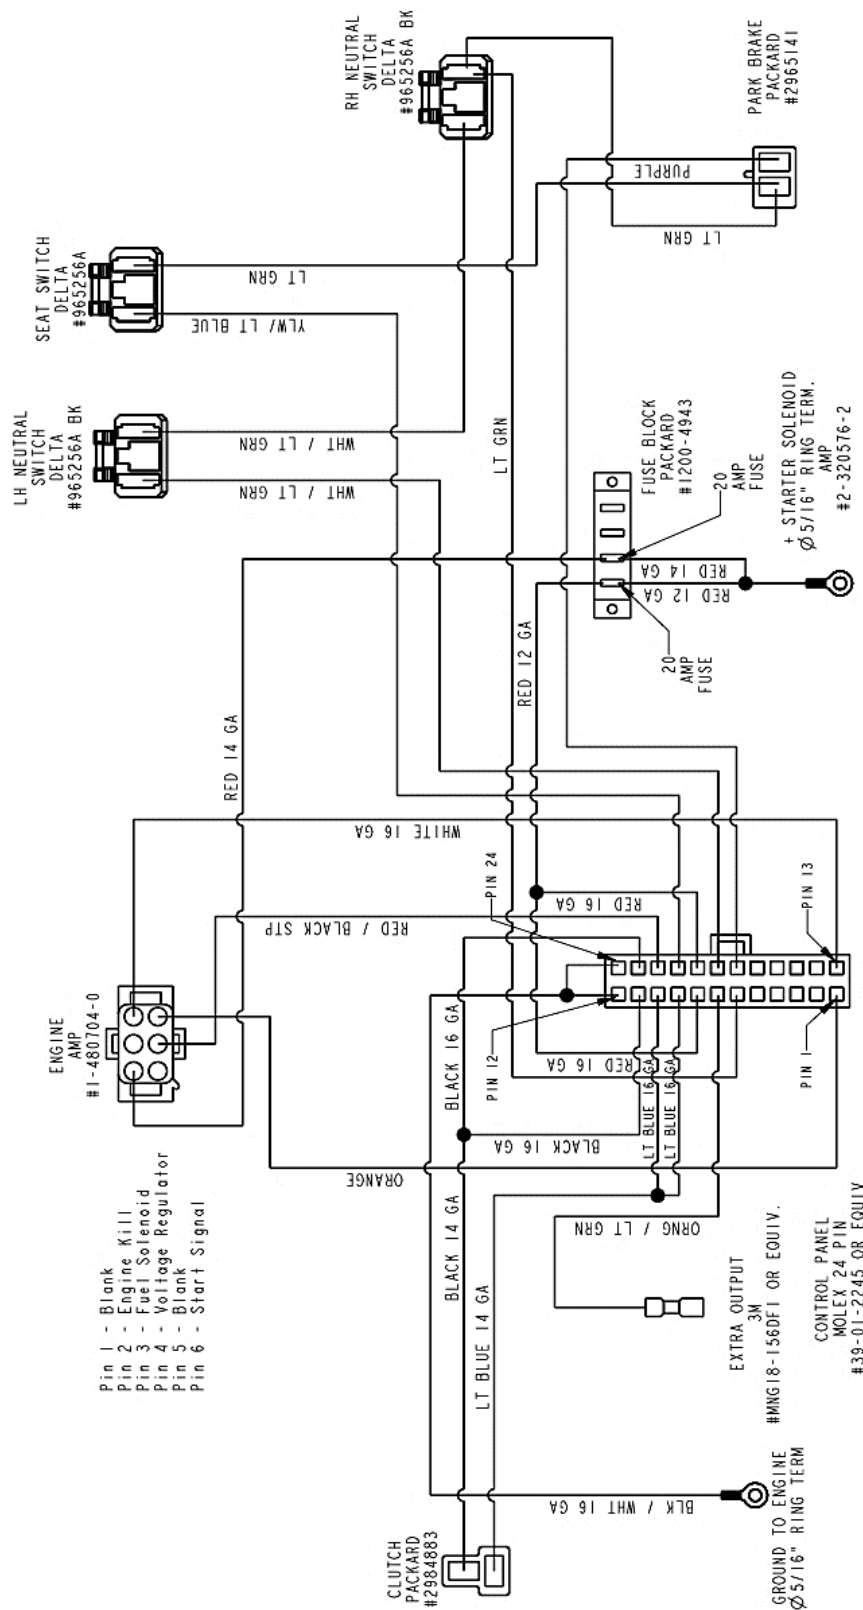 RH NEUTRAL
SWITCH
DELTA
#965256A BK
PARK BRAKE
PACKARD
#2965141
PURPLE
LT GRN
SEAT SWITCH
DELTA
#965256A
LT GRN
YLW/ LT BLUE
LH NEUTRAL
SWITCH
DELTA
#965256A BK
WHT / LT GRN
WHT / LT GRN
LT GRN
FUSE BLOCK
PACKARD
#1200-4943
20
AMP
FUSE
+ STARTER SOLENOID
Ø5/16" RING TERM.
AMP
#2-320576-2
RED 14 GA
RED 12 GA
20
AMP
FUSE
RED 12 GA
RED 14 GA
WHITE 16 GA
RED / BLACK STP
RED 16 GA
PIN 24
PIN 13
ENGINE
AMP
#1-480704-0
BLACK 16 GA
PIN 12
PIN 1
RED 16 GA
LT BLUE 16 GA
LT BLUE 16 GA
BLACK 16 GA
ORANGE
Pin 1 - Blank
Pin 2 - Engine Kill
Pin 3 - Fuel Solenoid
Pin 4 - Voltage Regulator
Pin 5 - Blank
Pin 6 - Start Signal
BLACK 14 GA
LT BLUE 14 GA
ORNG / LT GRN
EXTRA OUTPUT
3M
#MNG18-156DFI OR EQUIV.
CONTROL PANEL
MOLEX 24 PIN
#39-01-2245 OR EQUIV
CLUTCH
PACKARD
#2984883
BLK / WHT 16 GA
GROUND TO ENGINE
Ø5/16" RING TERM